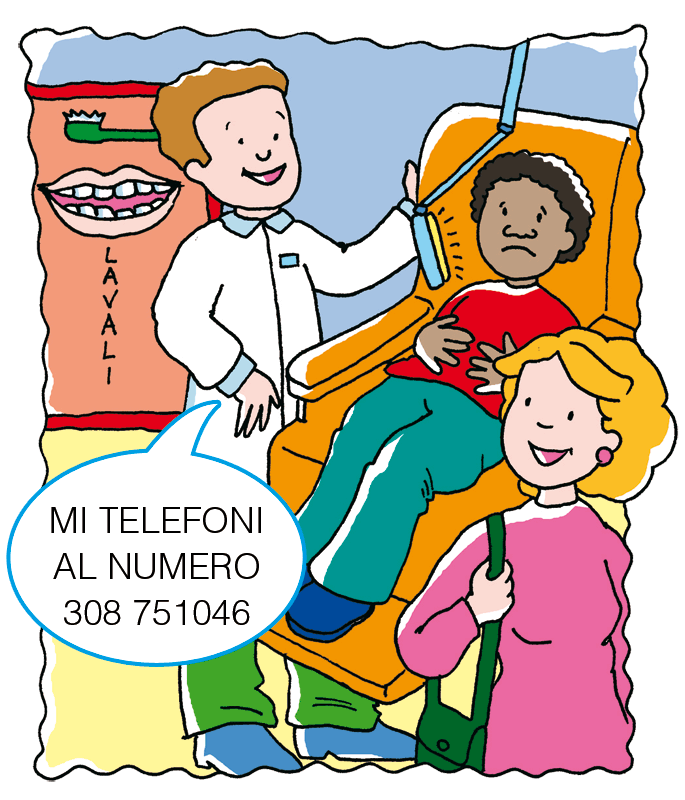 LAVALI
MI TELEFONI
AL NUMERO
308 751046